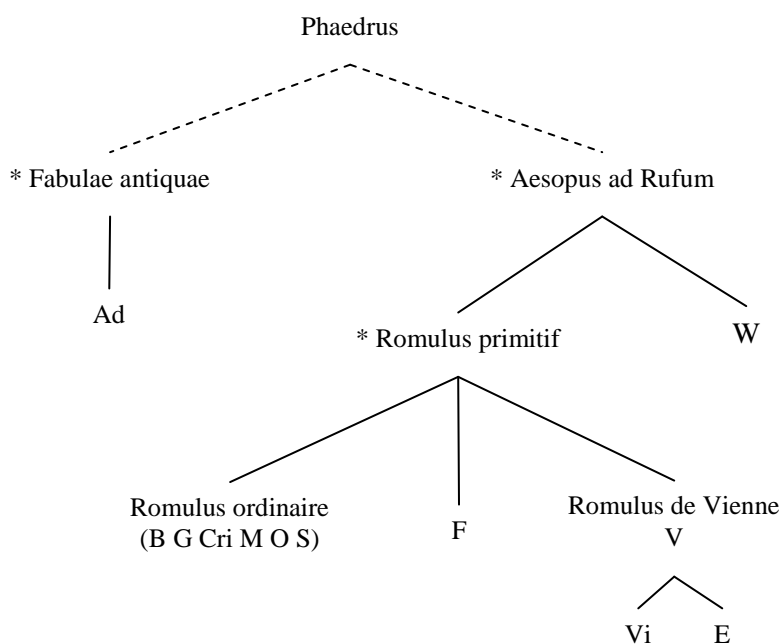 Phaedrus
* Fabulae antiquae
* Aesopus ad Rufum
Ad
* Romulus primitif
W
Romulus ordinaire
(B G Cri M O S)
F
Romulus de Vienne
V
Vi
E